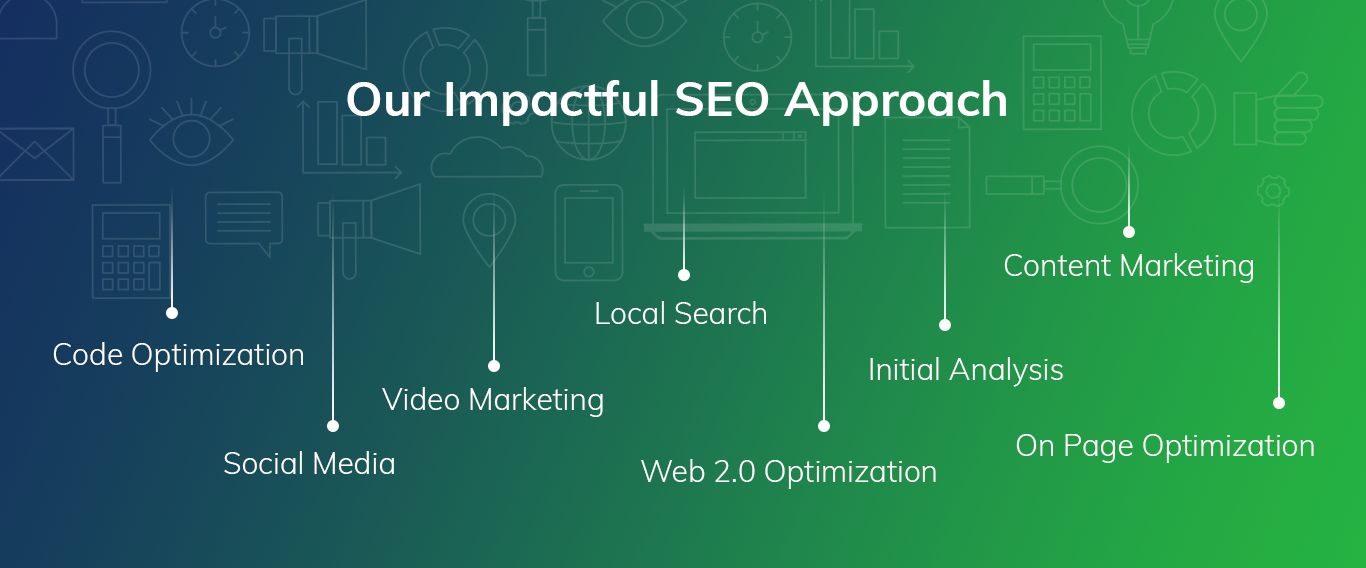 Our Impactful SEO Approach
Content Marketing
Local Search
Code Optimization
Initial Analysis
Video Marketing
On Page Optimization
Social Media
Web 2.0 Optimization